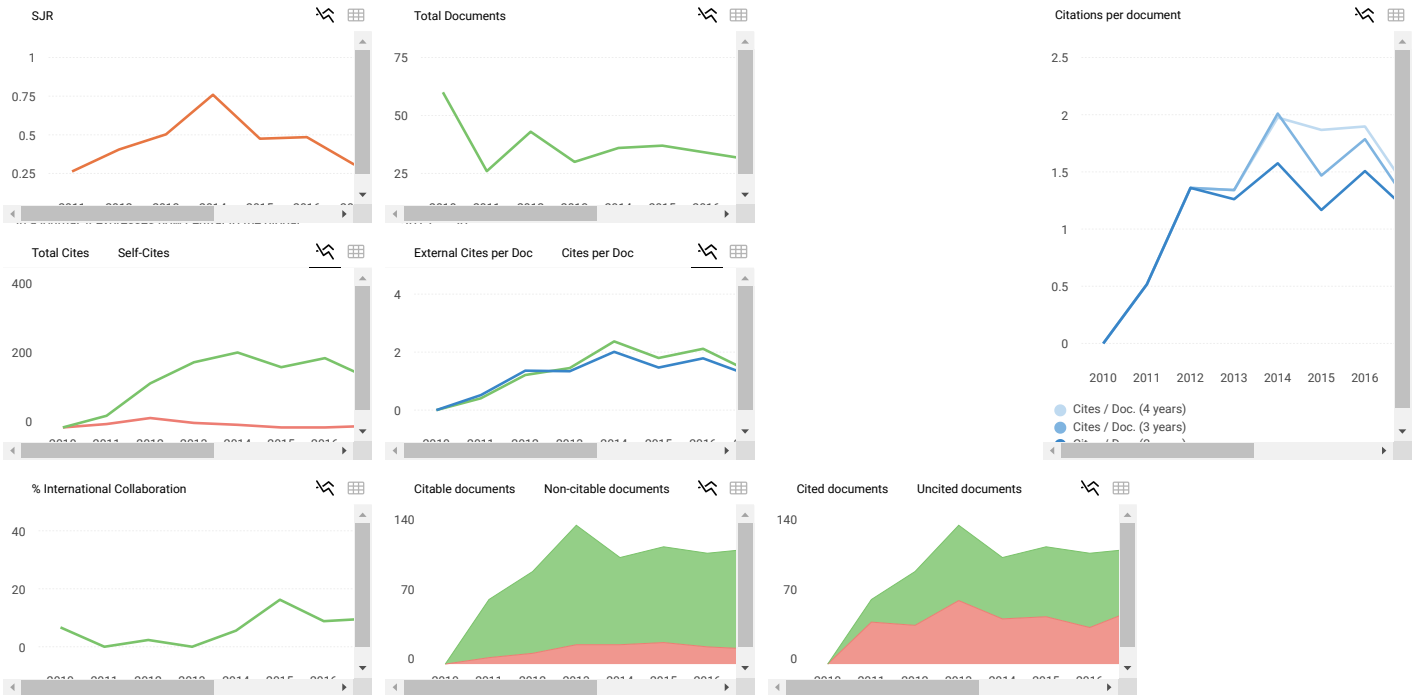 SJR
1
0.75
0.5
0.25
Total Documents
75
50
25
Citations per document
2.5
2
1.5
1
0.5
0
2010 2011 2012 2013 2014 2015 2016
Cites / Doc. (4 years)
Cites / Doc. (3 years)
Total Cites Self-Cites
400
200
0
External Cites per Doc Cites per Doc
4
2
0
% International Collaboration
40
20
0
Citable documents Non-citable documents
140
70
0
Cited documents Uncited documents
140
70
0